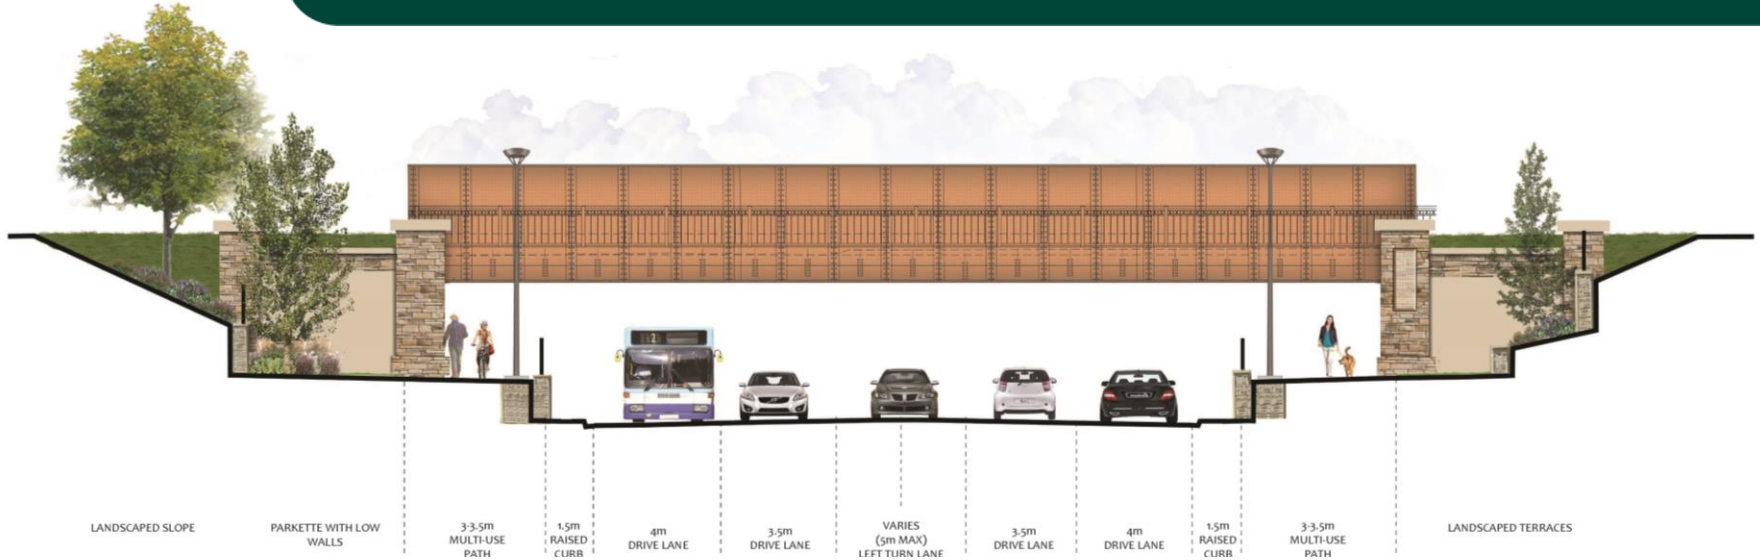 2
LANDSCAPED SLOPE
PARKETTE WITH LOW
WALLS
3-3.5m
MULTI-USE
PATH
1.5m
RAISED
CURB
4m
DRIVE LANE
3.5m
DRIVE LANE
VARIES
(5m MAX)
LEFT TURN LANE
3.5m
DRIVE LANE
4m
DRIVE LANE
1.5m
RAISED
CURB
3-3.5m
MULTI-USE
PATH
LANDSCAPED TERRACES